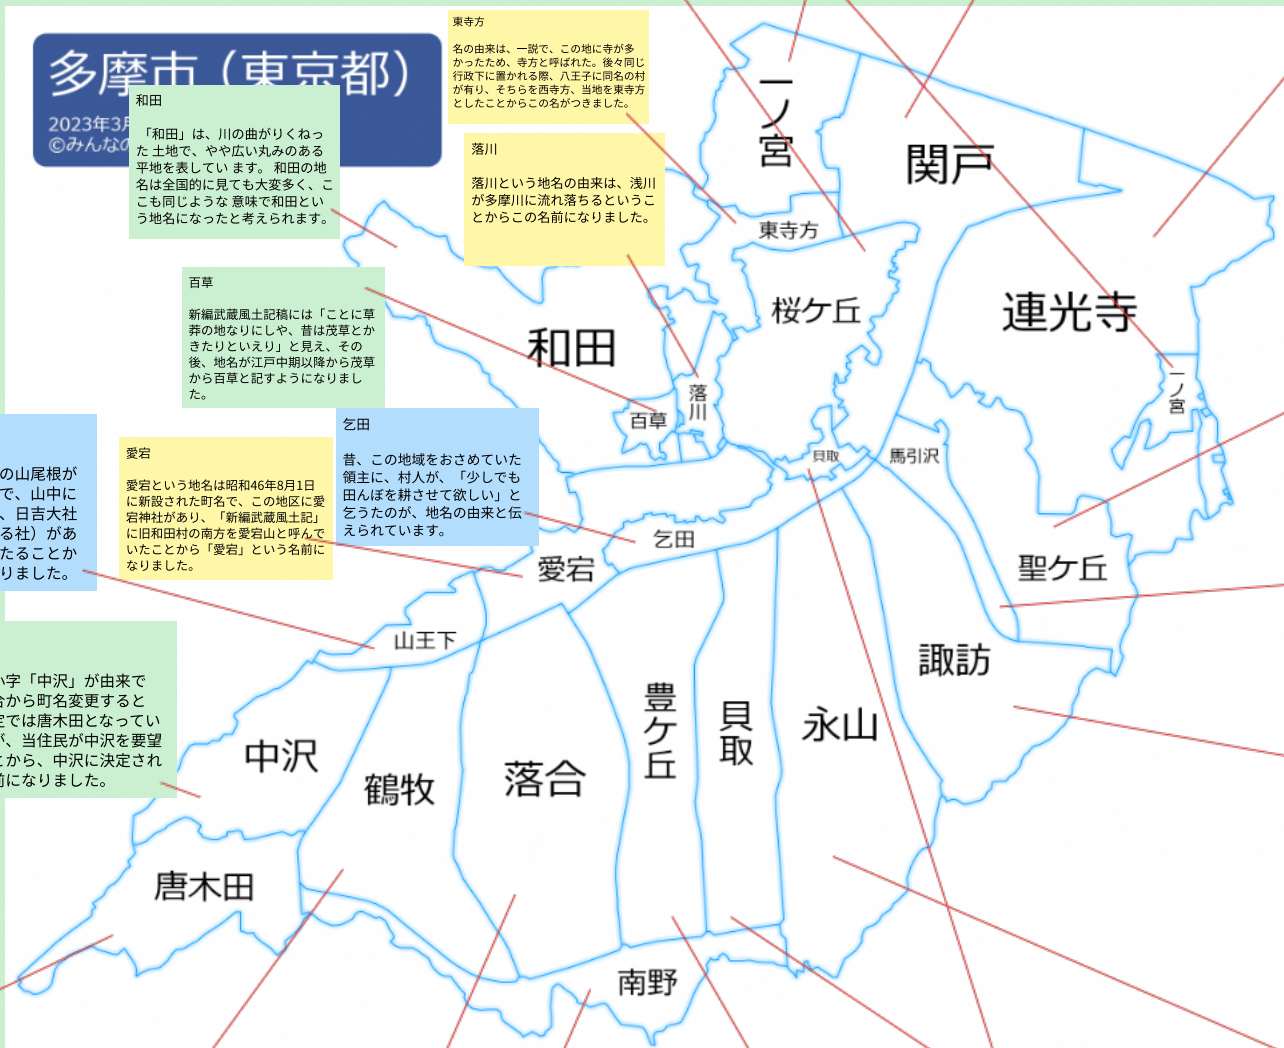 多摩市（東京都）
2023年3月
©みんなの
和田
「和田」は、川の曲がりくねっ
た 土地で、やや広い丸みのある
平地を表してい ます。 和田の地
名は全国的に見ても大変多く、こ
こも同じような 意味で和田とい
う地名になったと考えられます。
東寺方
名の由来は、一説で、この地に寺が多
かったため、寺方と呼ばれた。後々同じ
行政下に置かれる際、八王子に同名の村
が有り、そちらを西寺方、当地を東寺方
としたことからこの名がつきました。
落川
落川という地名の由来は、浅川
が多摩川に流れ落ちるというこ
とからこの名前になりました。
百草
新編武蔵風土記稿には「ことに草
莽の地なりにしや、昔は茂草とか
きたりといえり」と見え、その
後、地名が江戸中期以降から茂草
から百草と記すようになりまし
た。
の山尾根が
で、山中に
、日吉大社
る社）があ
たることか
りました。
愛宕
愛宕という地名は昭和46年8月1日
に新設された町名で、この地区に愛
宕神社があり、「新編武蔵風土記」
に旧和田村の南方を愛宕山と呼んで
いたことから「愛宕」という名前に
なりました。
乞田
昔、この地域をおさめていた
領主に、村人が、「少しでも
田んぼを耕させて欲しい」と
乞うたのが、地名の由来と伝
えられています。
小字「中沢」が由来で
合から町名変更すると
定では唐木田となってい
が、当住民が中沢を要望
とから、中沢に決定され
前になりました。
一ノ宮
関戸
東寺方
桜ケ丘
連光寺
和田
一ノ宮
落川
百草
貝取
馬引沢
乞田
愛宕
聖ケ丘
山王下
諏訪
豊ケ丘
貝取
永山
中沢
鶴牧
落合
唐木田
南野